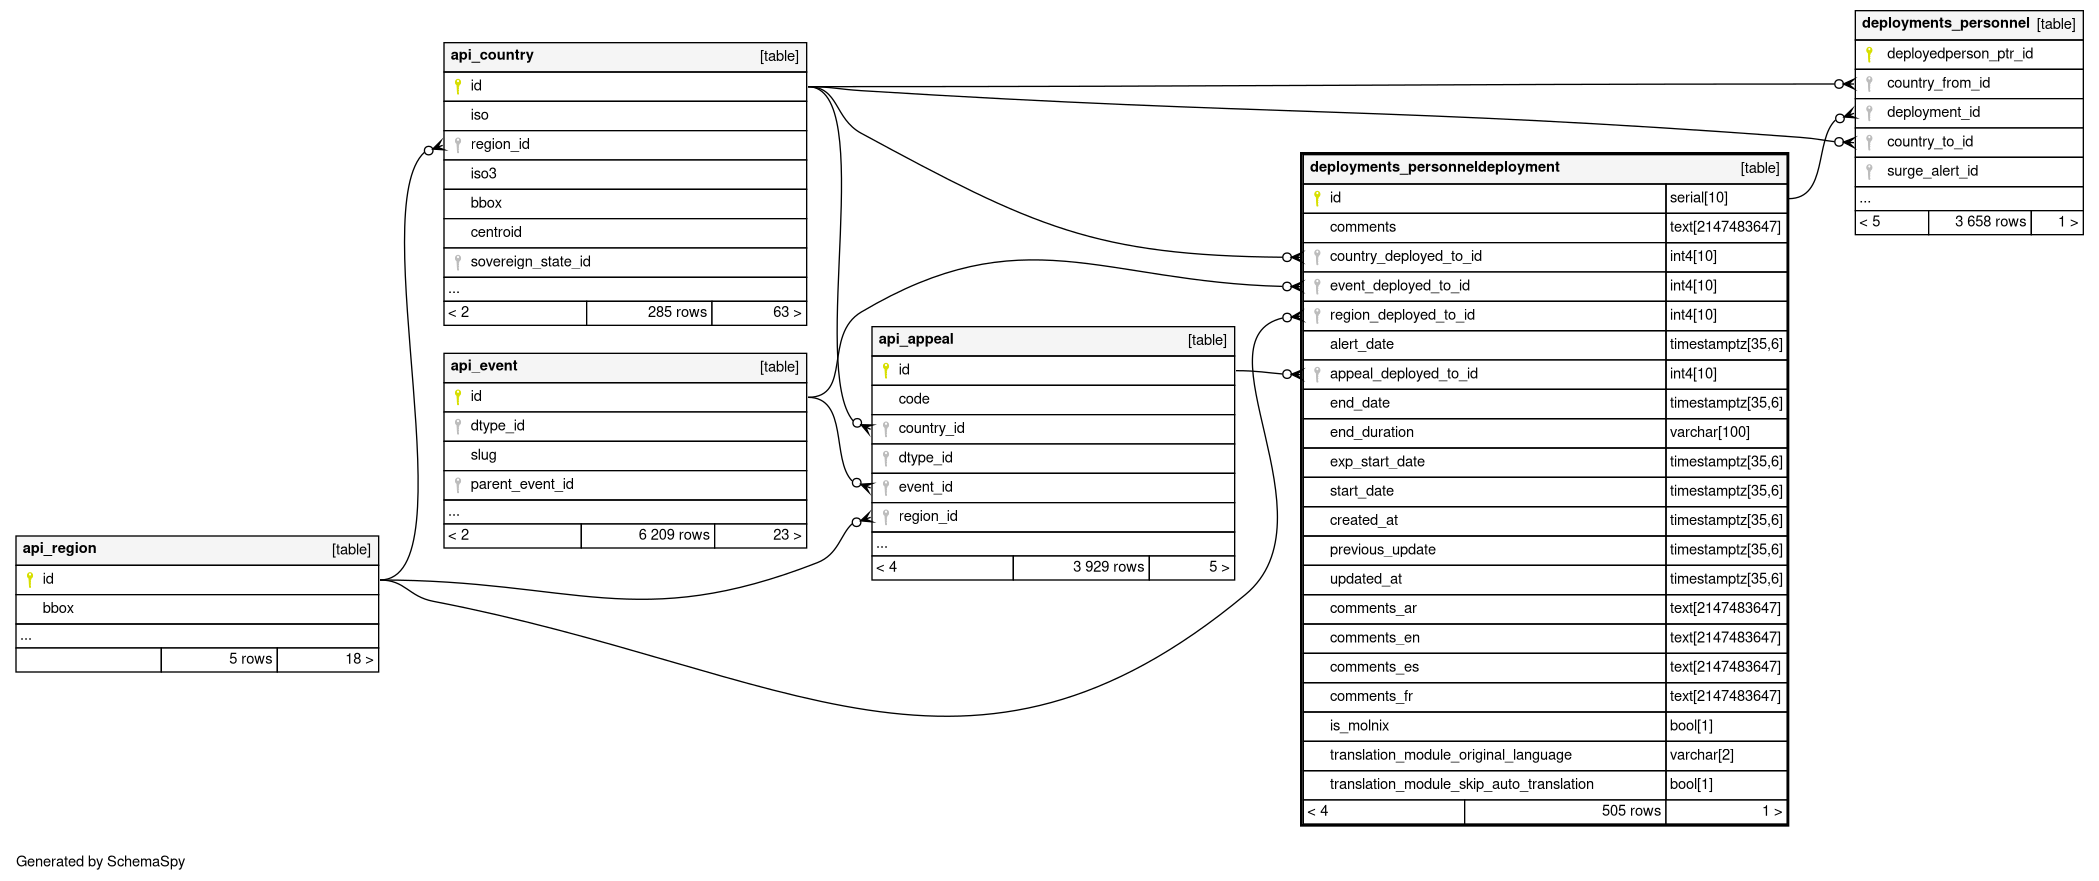 deployments_personnel [table]
deployedperson_ptr_id
country_from_id
deployment_id
country_to_id
surge_alert_id
...
< 5 3 658 rows 1 >
api_country [table]
id
iso
region_id
iso3
bbox
centroid
sovereign_state_id
...
< 2 285 rows 63 >
deployments_personneldeployment [table]
id serial[10]
comments text[2147483647]
country_deployed_to_id int4[10]
event_deployed_to_id int4[10]
region_deployed_to_id int4[10]
alert_date timestamptz[35,6]
appeal_deployed_to_id int4[10]
end_date timestamptz[35,6]
end_duration varchar[100]
exp_start_date timestamptz[35,6]
start_date timestamptz[35,6]
created_at timestamptz[35,6]
previous_update timestamptz[35,6]
updated_at timestamptz[35,6]
comments_ar text[2147483647]
comments_en text[2147483647]
comments_es text[2147483647]
comments_fr text[2147483647]
is_molnix bool[1]
translation_module_original_language varchar[2]
translation_module_skip_auto_translation bool[1]
< 4 505 rows 1 >
api_appeal [table]
id
code
country_id
dtype_id
event_id
region_id
...
< 4 3 929 rows 5 >
api_event [table]
id
dtype_id
slug
parent_event_id
...
< 2 6 209 rows 23 >
api_region [table]
id
bbox
...
5 rows 18 >
Generated by SchemaSpy